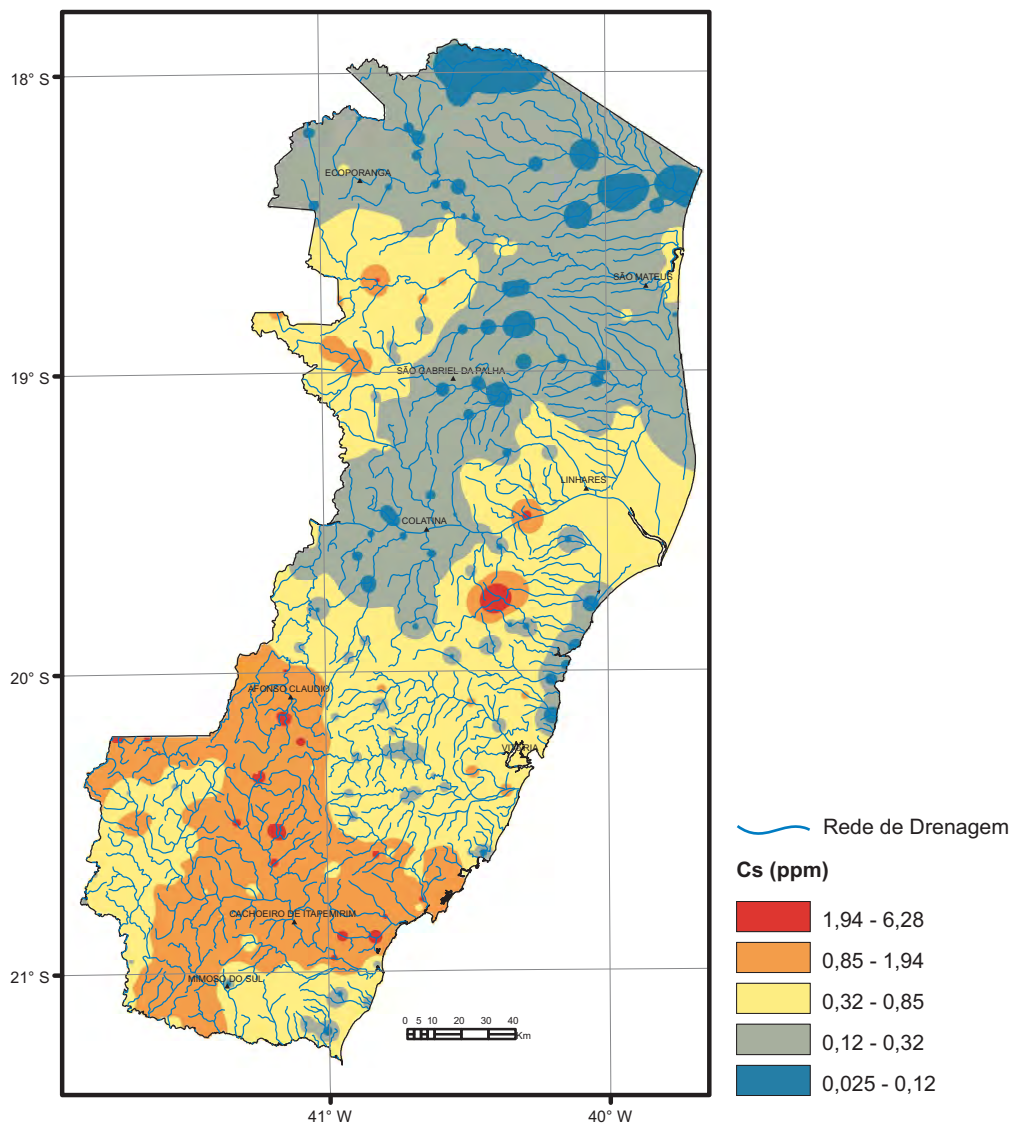 18° S
ECOPORANGA
SÃO MATEUS
19° S
SÃO GABRIEL DA PALHA
LINHARES
COLATINA
20° S
AFONSO CLAUDIO
VITÓRIA
CACHOEIRO DE ITAPEMIRIM
21° S
MIMOSO DO SUL
0 5 10 20 30 40
Km
41° W
40° W
Rede de Drenagem
Cs (ppm)
1,94 - 6,28
0,85 - 1,94
0,32 - 0,85
0,12 - 0,32
0,025 - 0,12